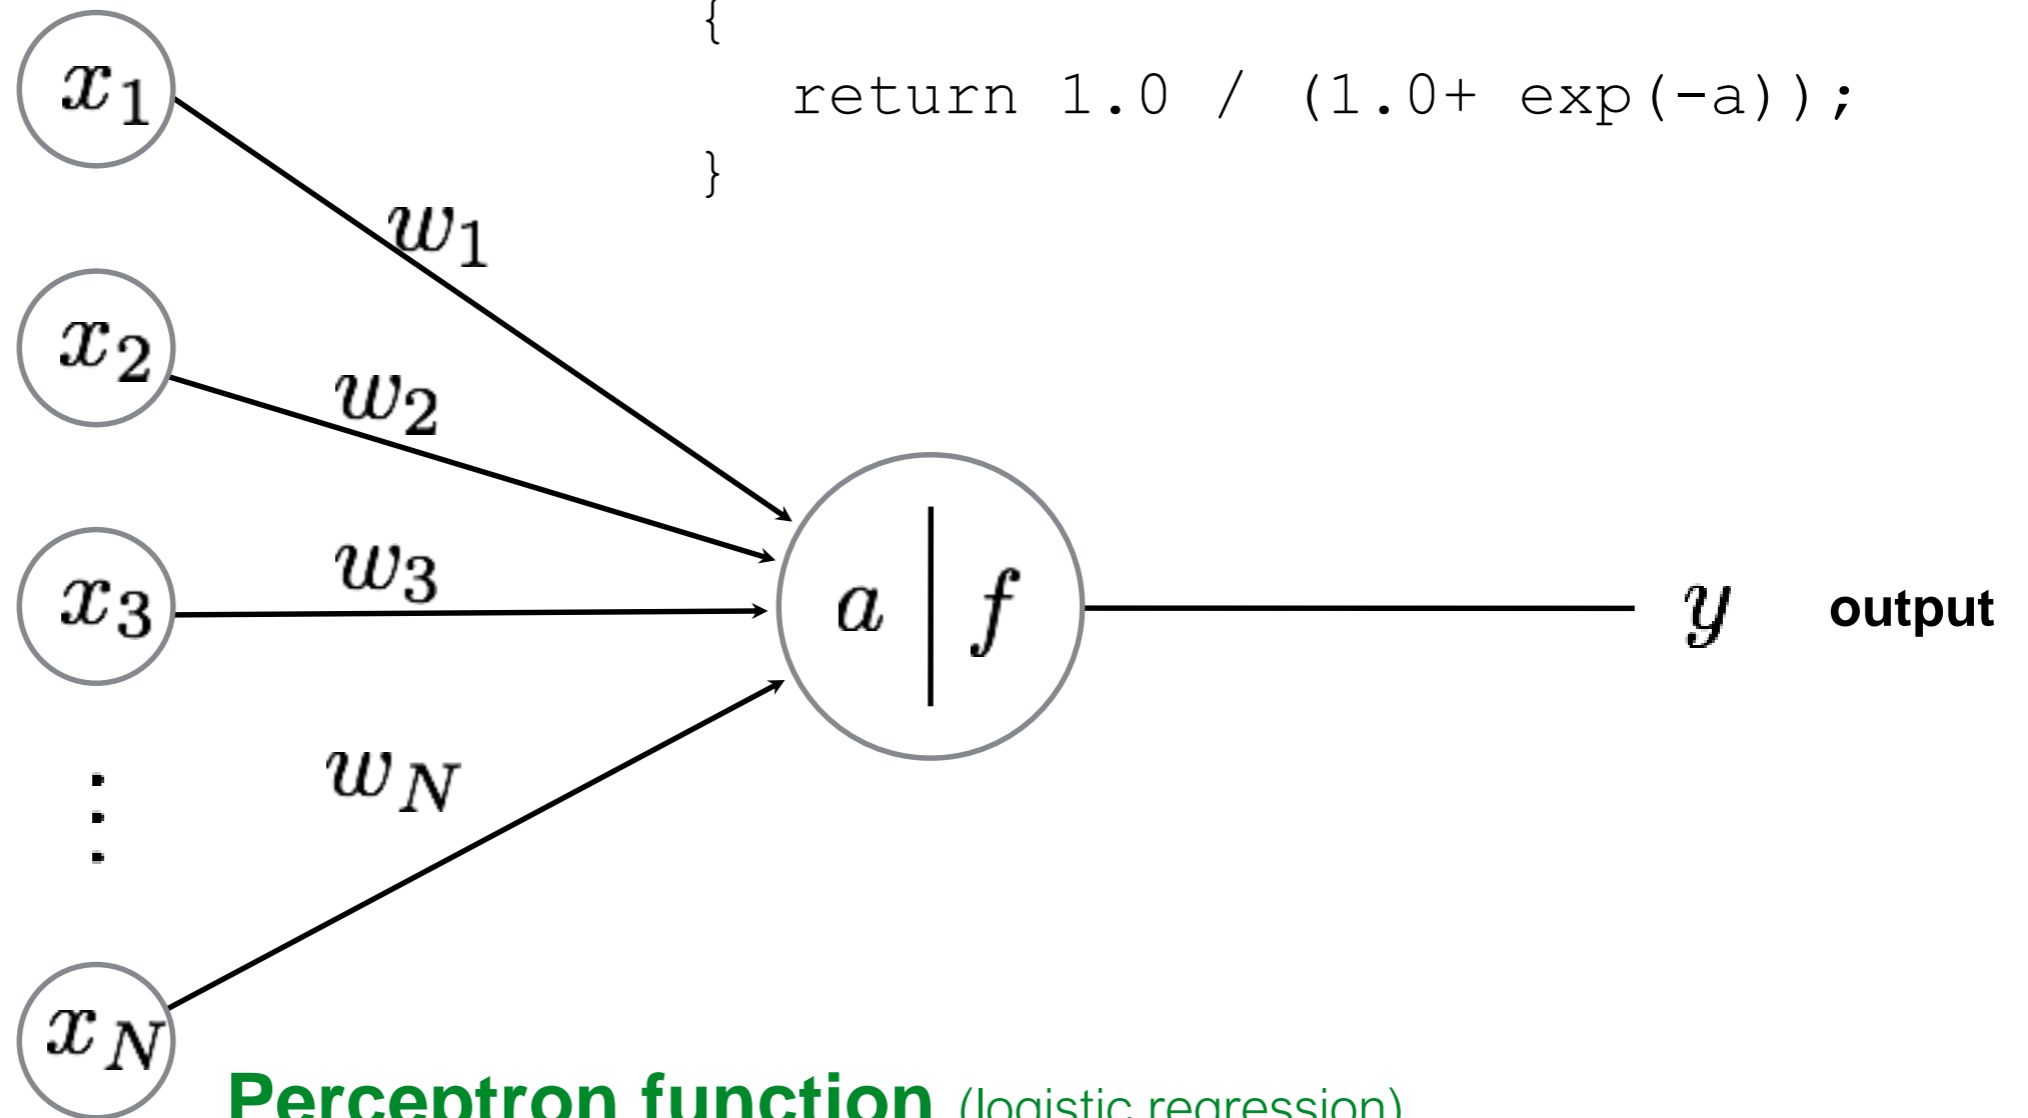 {
return 1.0 / (1.0+ exp(-a));
}
x1
w1
x2
w2
x3
w3
a | f
y output
⋮
wN
xN
Perceptron function (logistic regression)